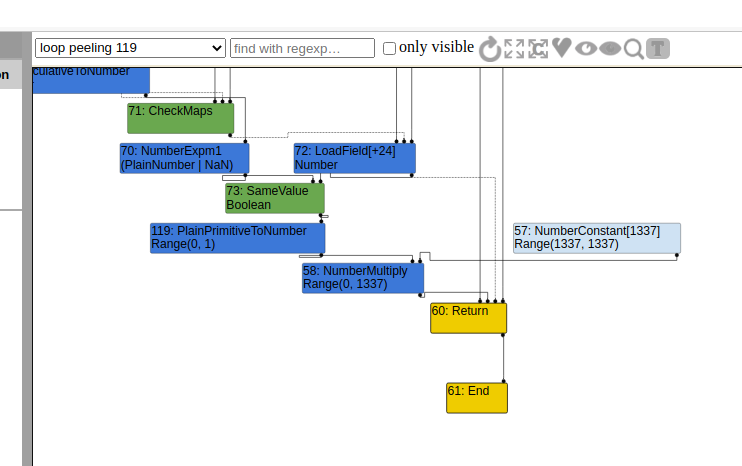 on
loop peeling 119
find with regexp…
only visible
culativeToNumber
71: CheckMaps
70: NumberExpm1
(PlainNumber | NaN)
72: LoadField[+24]
Number
73: SameValue
Boolean
119: PlainPrimitiveToNumber
Range(0, 1)
57: NumberConstant[1337]
Range(1337, 1337)
58: NumberMultiply
Range(0, 1337)
60: Return
61: End